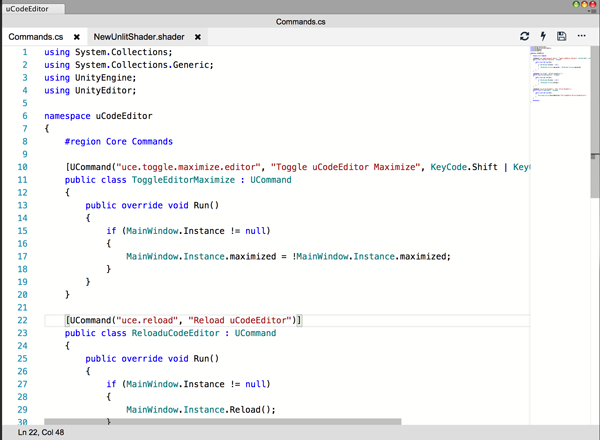 uCodeEditor
Commands.cs
Commands.cs × NewUnlitShader.shader ×
1 using System.Collections;
2 using System.Collections.Generic;
3 using UnityEngine;
4 using UnityEditor;
5
6 namespace uCodeEditor
7 {
8 #region Core Commands
9
10 [UCommand("uce.toggle.maximize.editor", "Toggle uCodeEditor Maximize", KeyCode.Shift | Key
11 public class ToggleEditorMaximize : UCommand
12 {
13 public override void Run()
14 {
15 if (MainWindow.Instance != null)
16 {
17 MainWindow.Instance.maximized = !MainWindow.Instance.maximized;
18 }
19 }
20 }
21
22 [UCommand("uce.reload", "Reload uCodeEditor")]
23 public class ReloaduCodeEditor : UCommand
24 {
25 public override void Run()
26 {
27 if (MainWindow.Instance != null)
28 {
29 MainWindow.Instance.Reload();
30 }
Ln 22, Col 48